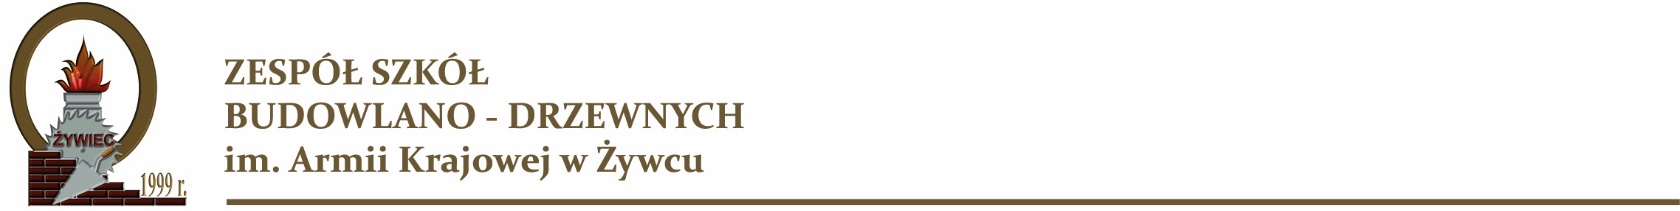 ŻYWIEC
1999 r.
ZESPÓŁ SZKÓŁ
BUDOWLANO - DRZEWNYCH
im. Armii Krajowej w Żywcu